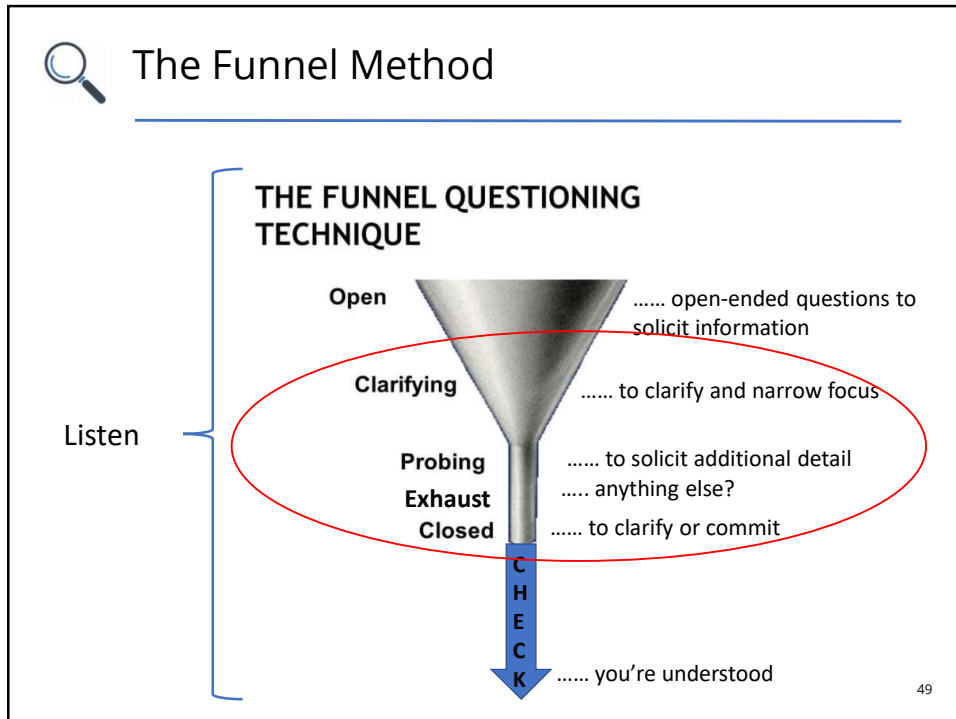 The Funnel Method
THE FUNNEL QUESTIONING
TECHNIQUE
Open
...... open-ended questions to
solicit information
Clarifying
...... to clarify and narrow focus
Listen
Probing
...... to solicit additional detail
Exhaust
..... anything else?
Closed
...... to clarify or commit
C
H
E
C
K
...... you’re understood
49